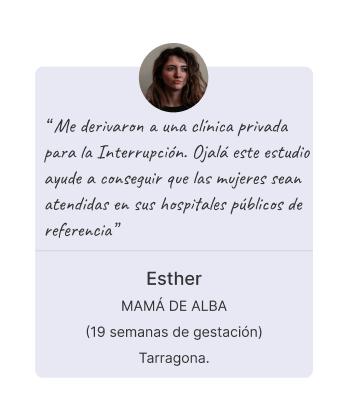 “Me derivaron a una clínica privada
para la Interrupción. Ojalá este estudio
ayude a conseguir que las mujeres sean
atendidas en sus hospitales públicos de
referencia”
Esther
MAMÁ DE ALBA
(19 semanas de gestación)
Tarragona.